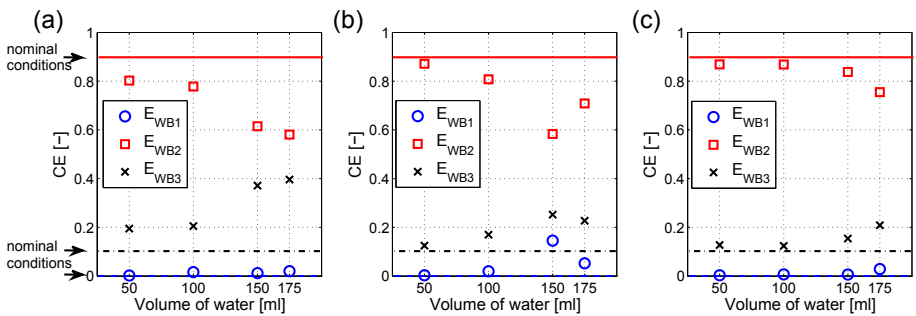 (a)
(b)
(c)
nominal
conditions
nominal
conditions
CE [-]
1
0.8
0.6
0.4
0.2
0
E_WB1
E_WB2
E_WB3
50
100
150
175
Volume of water [ml]
CE [-]
1
0.8
0.6
0.4
0.2
0
E_WB1
E_WB2
E_WB3
50
100
150
175
Volume of water [ml]
CE [-]
1
0.8
0.6
0.4
0.2
0
E_WB1
E_WB2
E_WB3
50
100
150
175
Volume of water [ml]